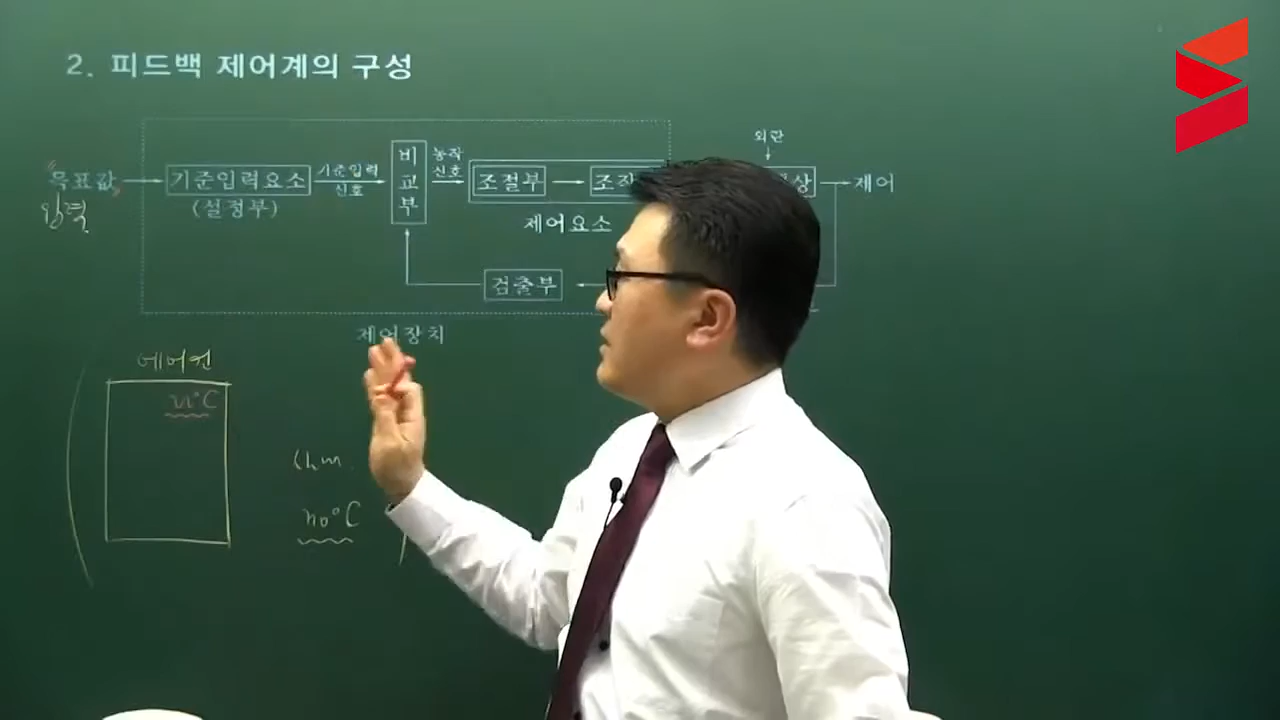 2. 피드백 제어계의 구성
외란
목표값
기준입력요소
기준입력
신호
비
교
부
동작
신호
조절부
조작
상
제어
입력
(설정부)
제어요소
검출부
제어장치
에어컨